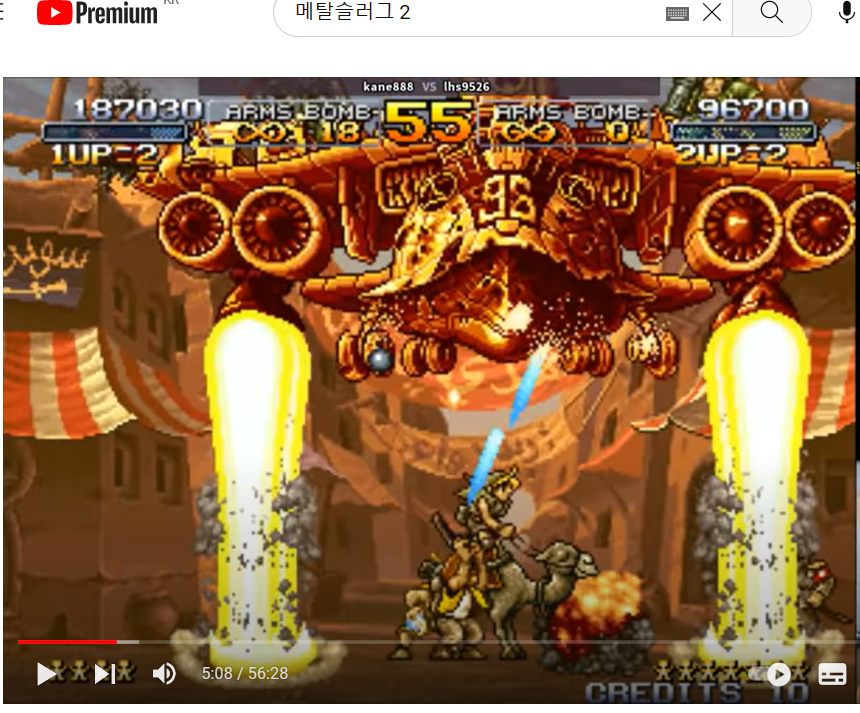 Premium KR
메탈슬러그 2
kane888 VS lhs9526
187030 ARMS BOMB 55 ARMS BOMB 96700
∞ 18 ∞ 0
1UP=2 2UP=2
96
5:08 / 56:28
CREDITS 10